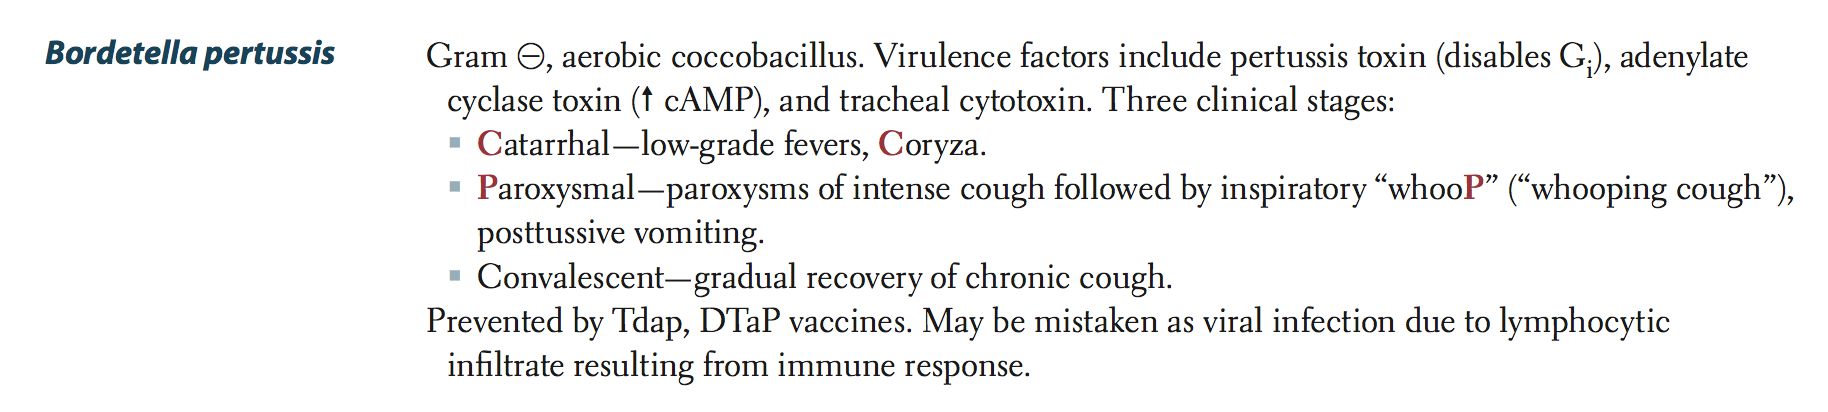 Bordetella pertussis
Gram ⊖, aerobic coccobacillus. Virulence factors include pertussis toxin (disables Gi), adenylate
cyclase toxin (↑ cAMP), and tracheal cytotoxin. Three clinical stages:
▪ Catarrhal—low-grade fevers, Coryza.
▪ Paroxysmal—paroxysms of intense cough followed by inspiratory “whooP” (“whooping cough”),
posttussive vomiting.
▪ Convalescent—gradual recovery of chronic cough.
Prevented by Tdap, DTaP vaccines. May be mistaken as viral infection due to lymphocytic
infiltrate resulting from immune response.